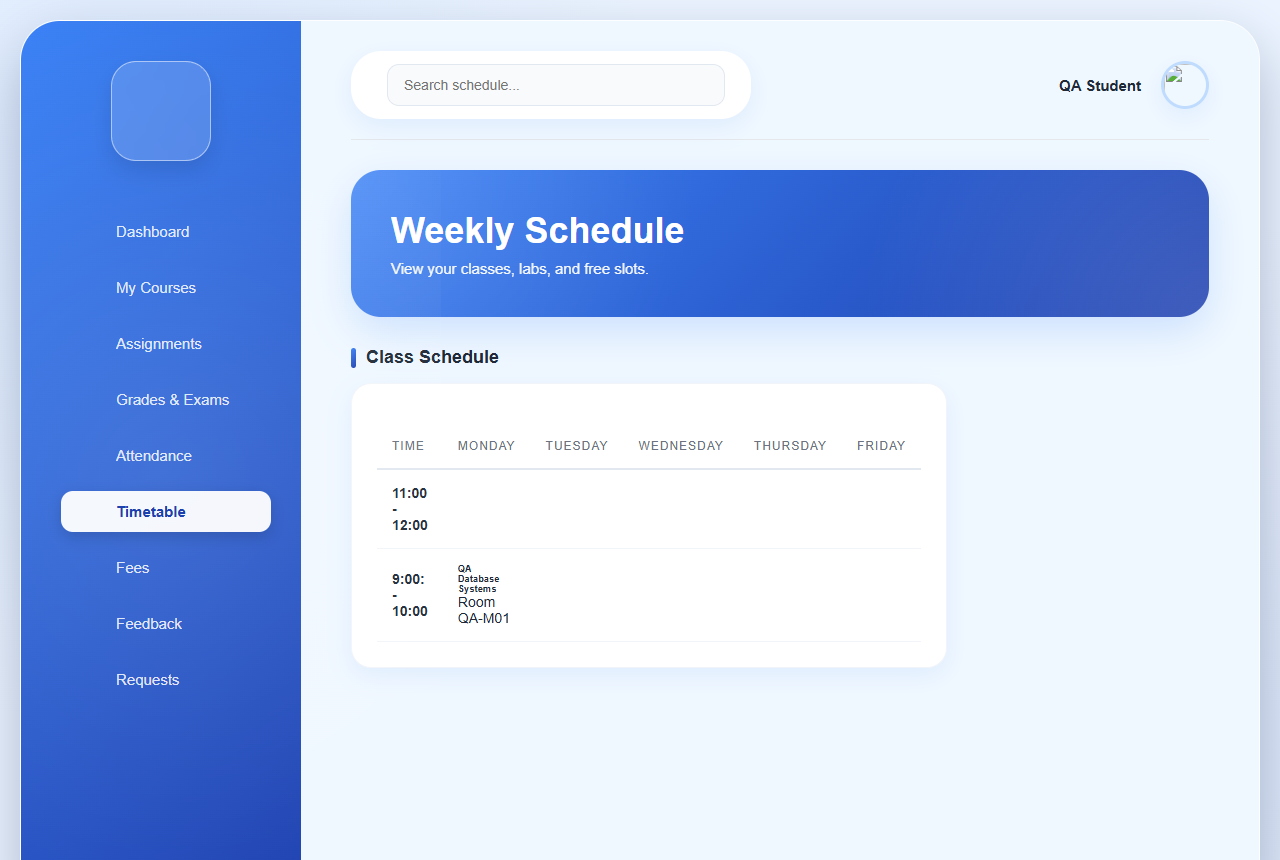 Search schedule...
QA Student
Dashboard
My Courses
Assignments
Grades & Exams
Attendance
Timetable
Fees
Feedback
Requests
Weekly Schedule
View your classes, labs, and free slots.
Class Schedule
TIME MONDAY TUESDAY WEDNESDAY THURSDAY FRIDAY
11:00
-
12:00
9:00:
-
10:00
QA
Database
Systems
Room
QA-M01